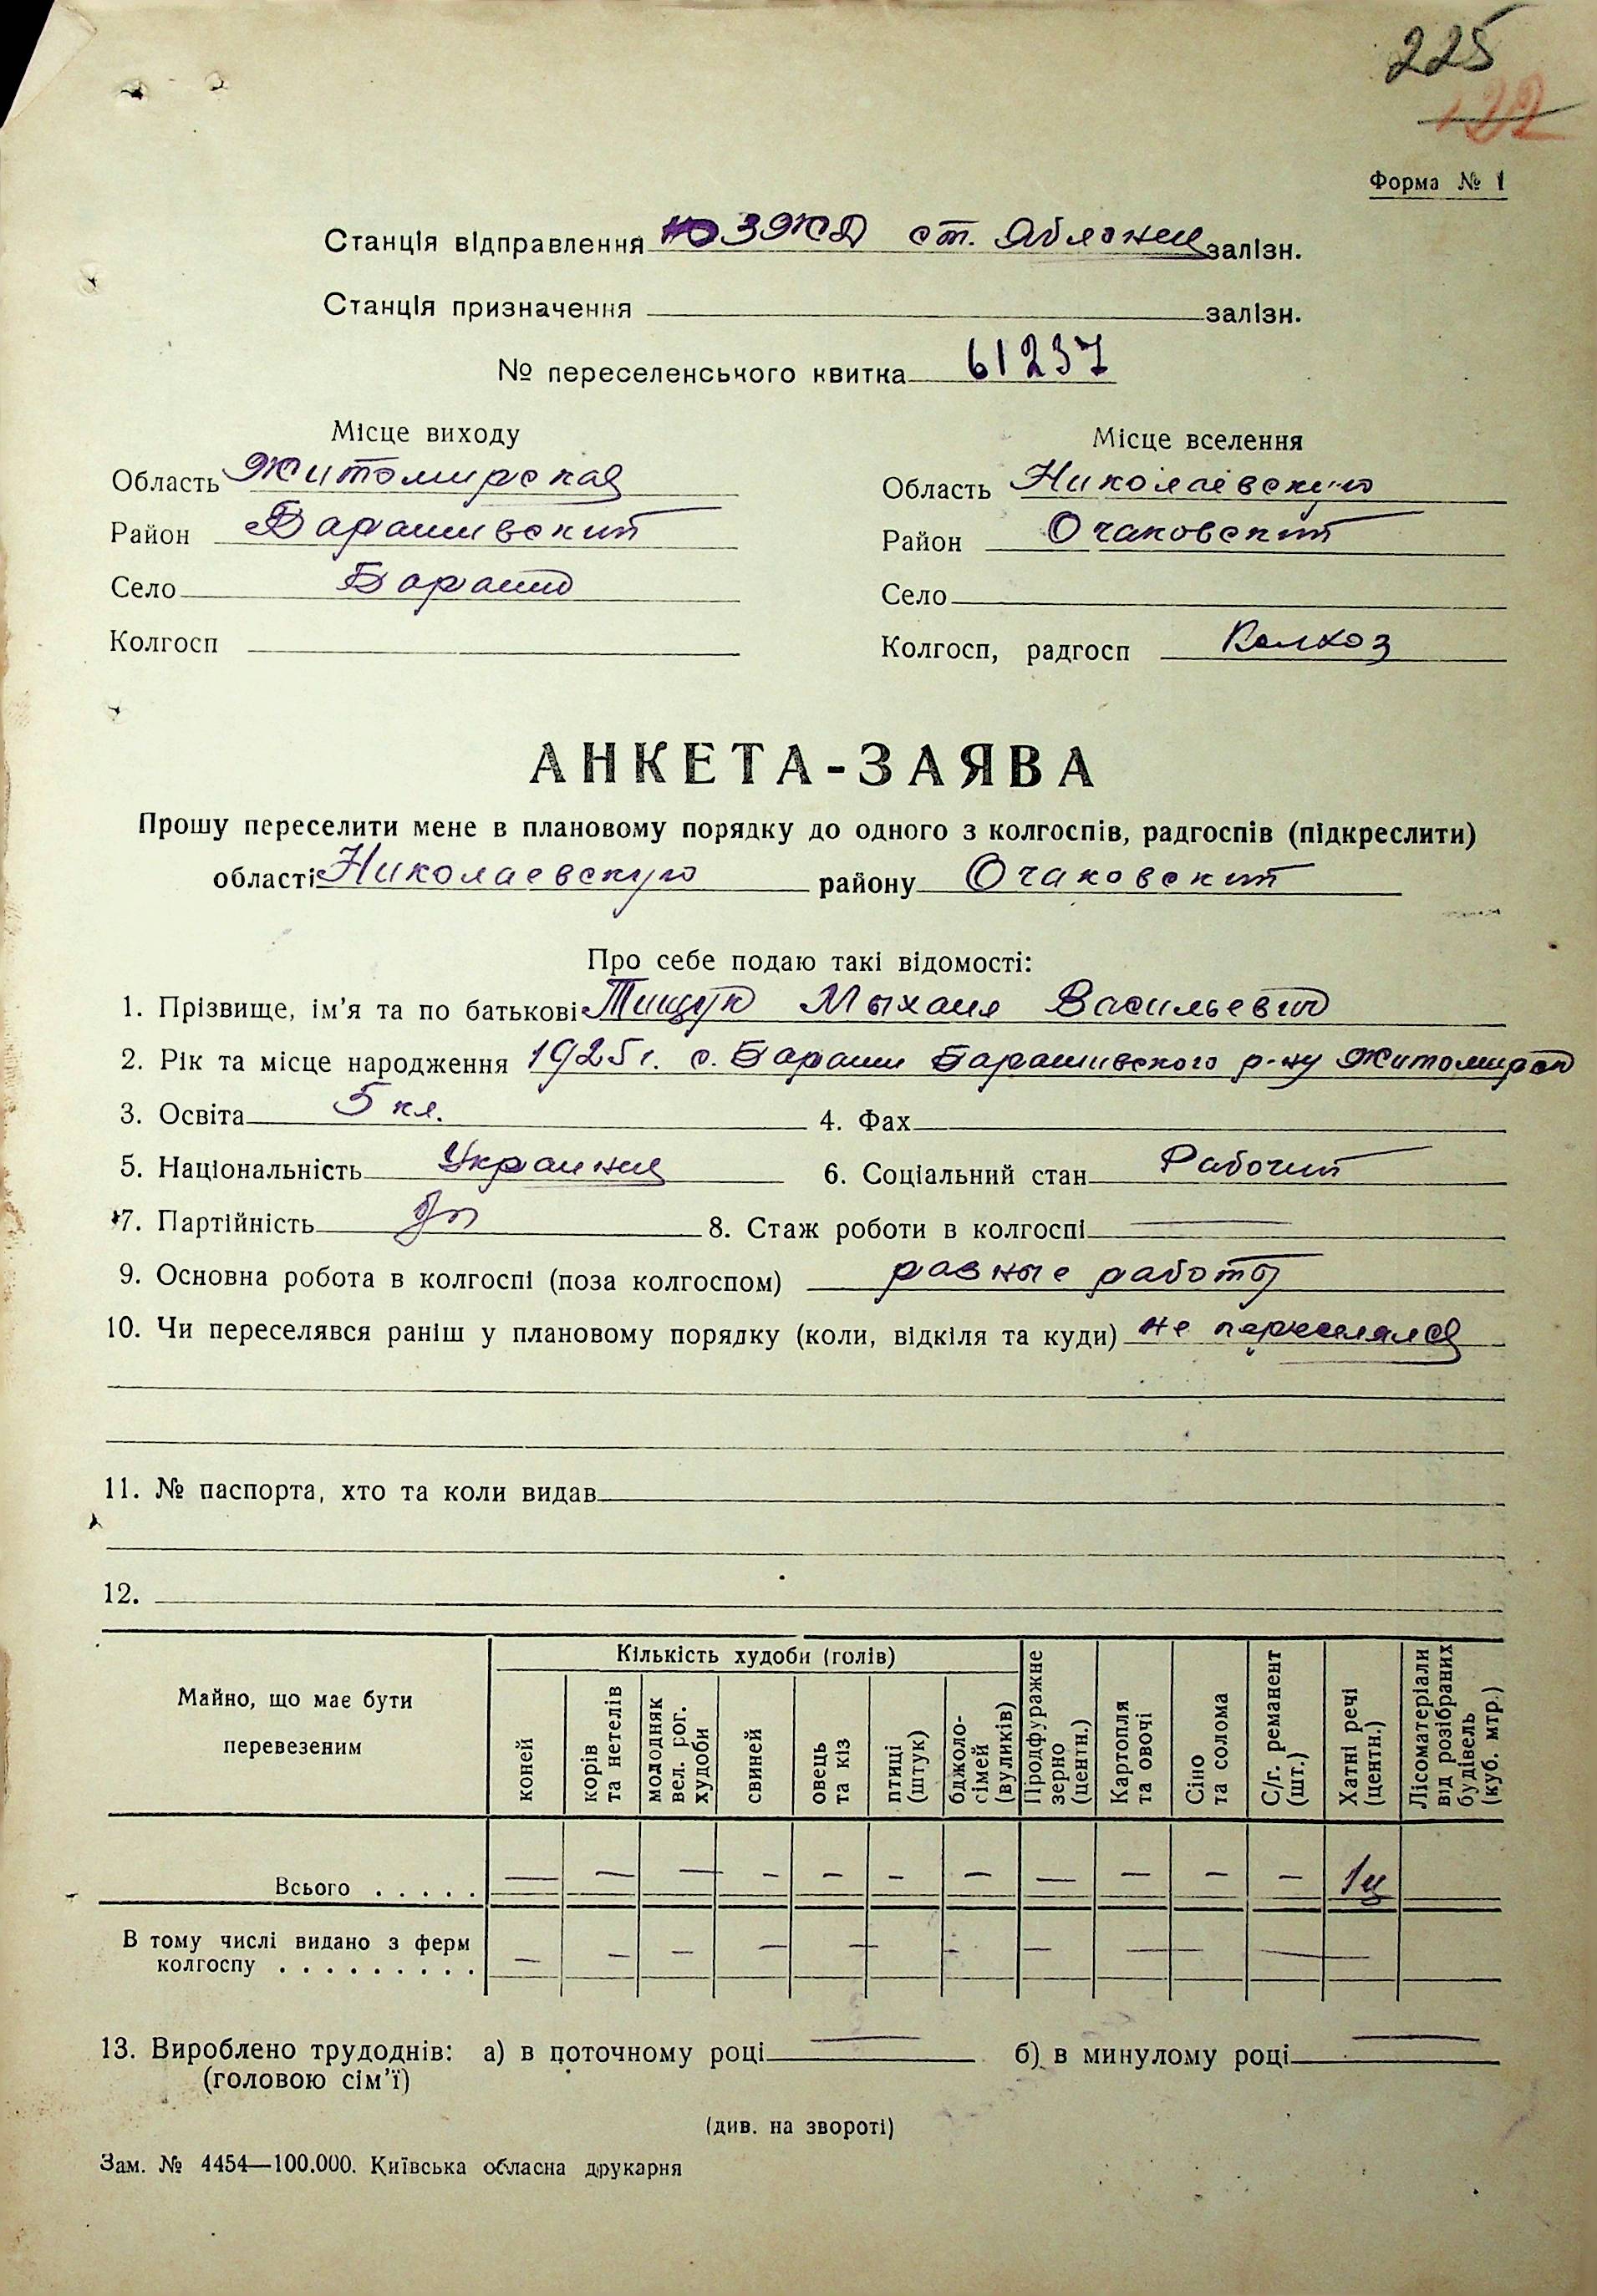 225
122
Форма № 1
Станція відправлення ЮЗЖД ст. Яблонец залізн.
Станція призначення залізн.
№ переселенського квитка 61237
Місце виходу
Область Житомирская
Район Барашивский
Село Бараши
Колгосп
Місце вселення
Область Николаевскую
Район Очаковский
Село
Колгосп, радгосп Колхоз
АНКЕТА-ЗАЯВА
Прошу переселити мене в плановому порядку до одного з колгоспів, радгоспів (підкреслити)
області Николаевскую району Очаковский
Про себе подаю такі відомості:
1. Прізвище, ім'я та по батькові Тищук Мыхаил Васильевич
2. Рік та місце народження 1925 г. с. Бараши Барашивского р-ну Житомирск
3. Освіта 5 кл. 4. Фах
5. Національність Украинец 6. Соціальний стан Рабочий
7. Партійність б/п 8. Стаж роботи в колгоспі —
9. Основна робота в колгоспі (поза колгоспом) разные работы
10. Чи переселявся раніш у плановому порядку (коли, відкіля та куди) не переселялся
11. № паспорта, хто та коли видав
12.
Майно, що має бути перевезеним
Кількість худоби (голів)
коней
корів та нетелів
молодняк вел. рог. худоби
свиней
овець та кіз
птиці (штук)
бджоло-сімей (вуликів)
Продфуражне зерно (центн.)
Картопля та овочі
Сіно та солома
С/г. реманент (шт.)
Хатні речі (центн.)
Лісоматеріали від розібраних будівель (куб. мтр.)
Всього . . . . . — — — — — — — — — — — 1ц
В тому числі видано з ферм
колгоспу . . . . . . . . . — — — — — — — — —
13. Вироблено трудоднів: а) в поточному році — б) в минулому році —
(головою сім'ї)
(див. на звороті)
Зам. № 4454—100.000. Київська обласна друкарня